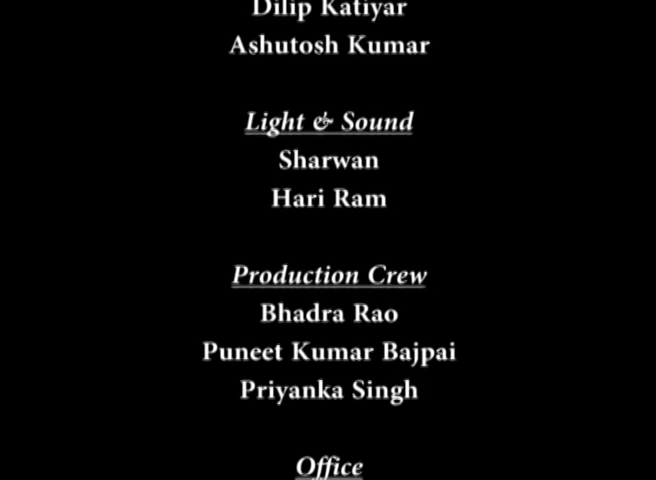 Dilip Katiyar
Ashutosh Kumar
Light & Sound
Sharwan
Hari Ram
Production Crew
Bhadra Rao
Puneet Kumar Bajpai
Priyanka Singh
Office